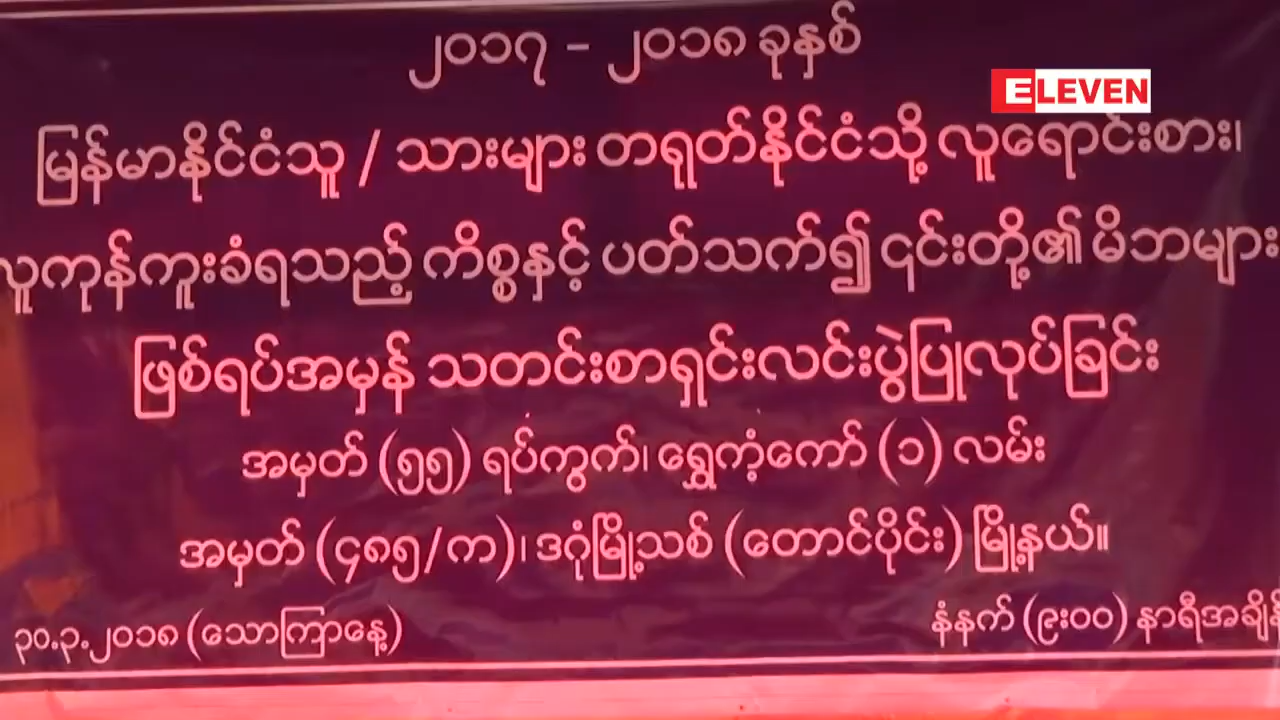 ၂၀၁၇ - ၂၀၁၈ ခုနှစ်
ELEVEN
မြန်မာနိုင်ငံသူ / သားများ တရုတ်နိုင်ငံသို့ လူရောင်းစား၊
လူကုန်ကူးခံရသည့် ကိစ္စနှင့် ပတ်သက်၍ ၎င်းတို့၏ မိဘများ
ဖြစ်ရပ်အမှန် သတင်းစာရှင်းလင်းပွဲပြုလုပ်ခြင်း
အမှတ် (၅၅) ရပ်ကွက်၊ ရွှေကံ့ကော် (၁) လမ်း
အမှတ် (၄၈၅/က)၊ ဒဂုံမြို့သစ် (တောင်ပိုင်း) မြို့နယ်။
၃၀.၃.၂၀၁၈ (သောကြာနေ့)
နံနက် (၉း၀၀) နာရီအချိန်